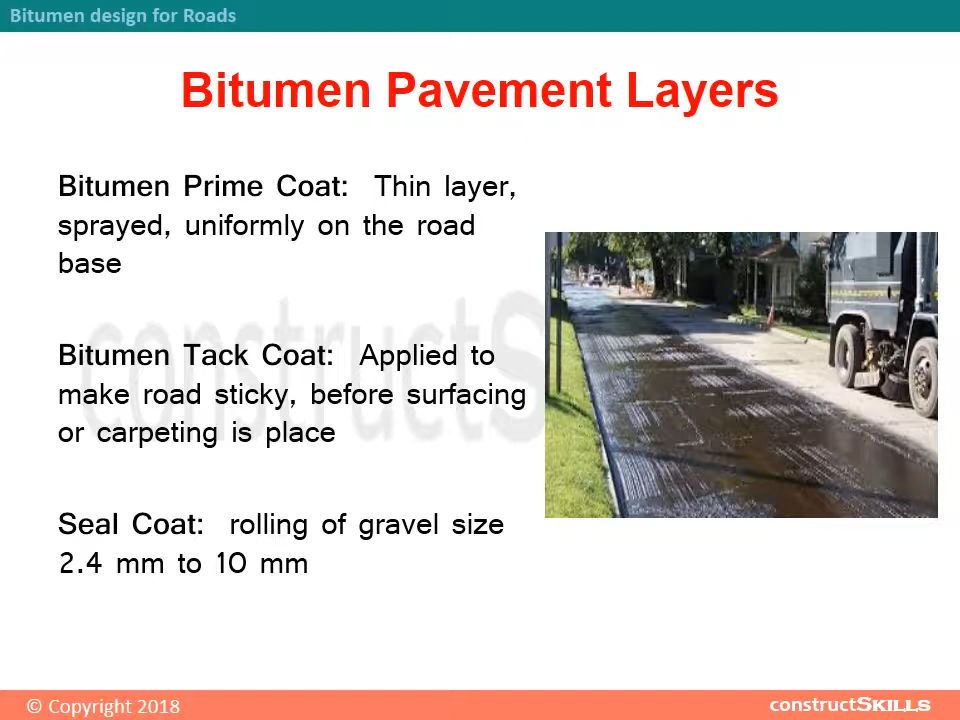 Bitumen design for Roads
Bitumen Pavement Layers
Bitumen Prime Coat: Thin layer,
sprayed, uniformly on the road
base
constructS
Bitumen Tack Coat: Applied to
make road sticky, before surfacing
or carpeting is place
Seal Coat: rolling of gravel size
2.4 mm to 10 mm
© Copyright 2018
constructSKILLS